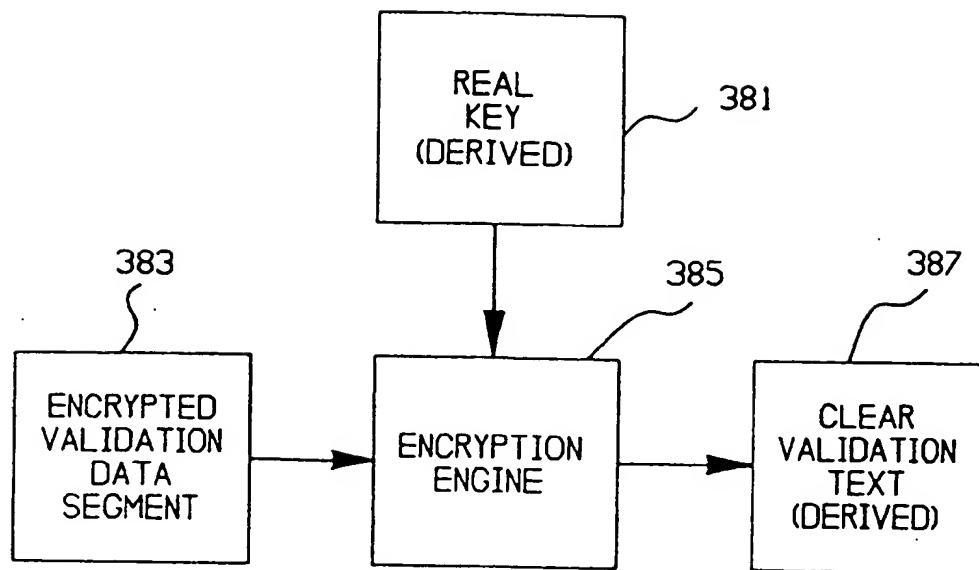 REAL
KEY
(DERIVED)
381
383
385
387
ENCRYPTED
VALIDATION
DATA
SEGMENT
ENCRYPTION
ENGINE
CLEAR
VALIDATION
TEXT
(DERIVED)